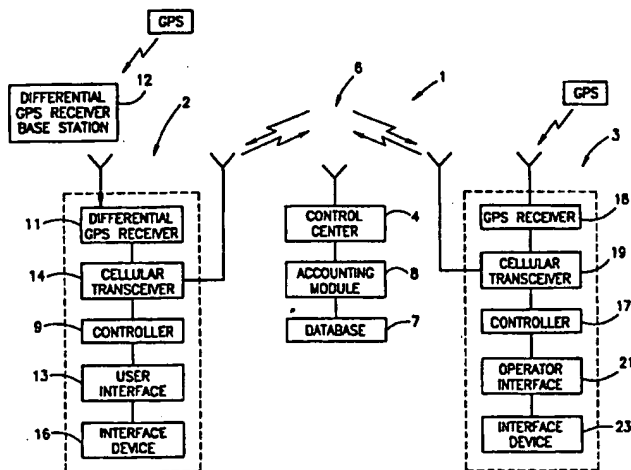 GPS
12
DIFFERENTIAL
GPS RECEIVER
BASE STATION
2
6
1
GPS
3
11
DIFFERENTIAL
GPS RECEIVER
14
CELLULAR
TRANSCEIVER
9
CONTROLLER
13
USER
INTERFACE
16
INTERFACE
DEVICE
CONTROL
CENTER
4
ACCOUNTING
MODULE
8
DATABASE
7
GPS RECEIVER
18
CELLULAR
TRANSCEIVER
19
CONTROLLER
17
OPERATOR
INTERFACE
21
INTERFACE
DEVICE
23